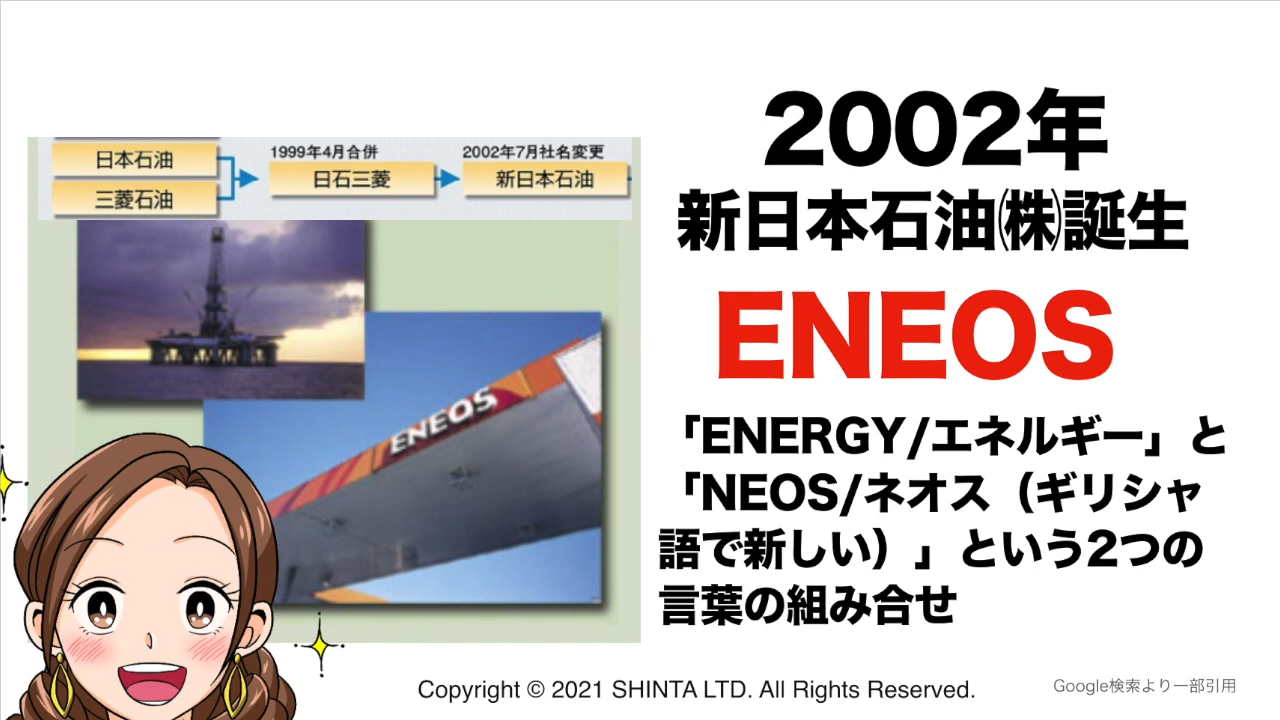 日本石油
三菱石油
1999年4月合併
日石三菱
2002年7月社名変更
新日本石油
ENEOS
2002年
新日本石油㈱誕生
ENEOS
「ENERGY/エネルギー」と
「NEOS/ネオス（ギリシャ
語で新しい）」という2つの
言葉の組み合せ
Copyright © 2021 SHINTA LTD. All Rights Reserved.
Google検索より一部引用